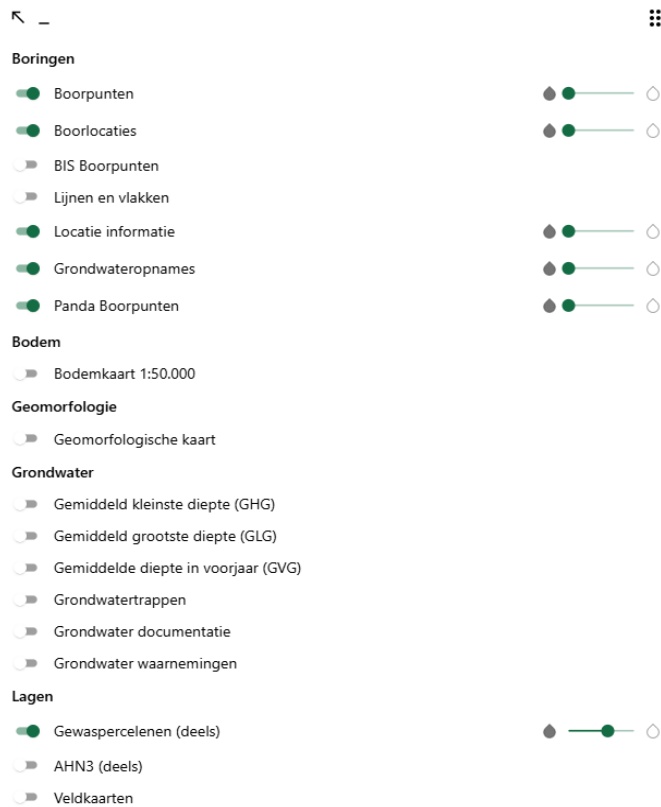 Boringen
Boorpunten
Boorlocaties
BIS Boorpunten
Lijnen en vlakken
Locatie informatie
Grondwateropnames
Panda Boorpunten
Bodem
Bodemkaart 1:50.000
Geomorfologie
Geomorfologische kaart
Grondwater
Gemiddeld kleinste diepte (GHG)
Gemiddeld grootste diepte (GLG)
Gemiddelde diepte in voorjaar (GVG)
Grondwatertrappen
Grondwater documentatie
Grondwater waarnemingen
Lagen
Gewaspercelenen (deels)
AHN3 (deels)
Veldkaarten